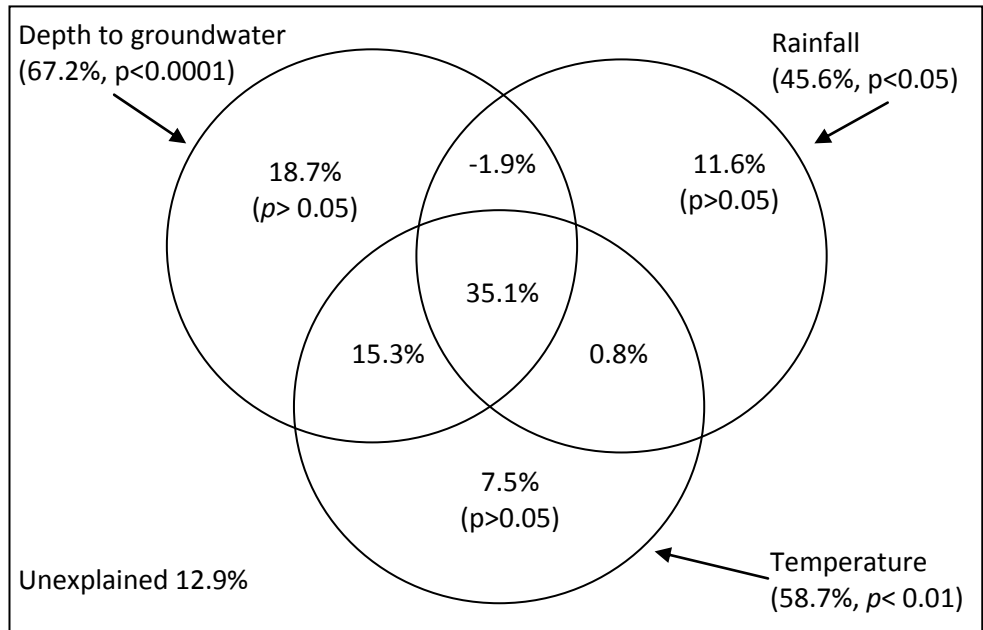 Depth to groundwater
(67.2%, p<0.0001)
Rainfall
(45.6%, p<0.05)
18.7%
(p> 0.05)
-1.9%
11.6%
(p>0.05)
35.1%
15.3%
0.8%
7.5%
(p>0.05)
Unexplained 12.9%
Temperature
(58.7%, p< 0.01)